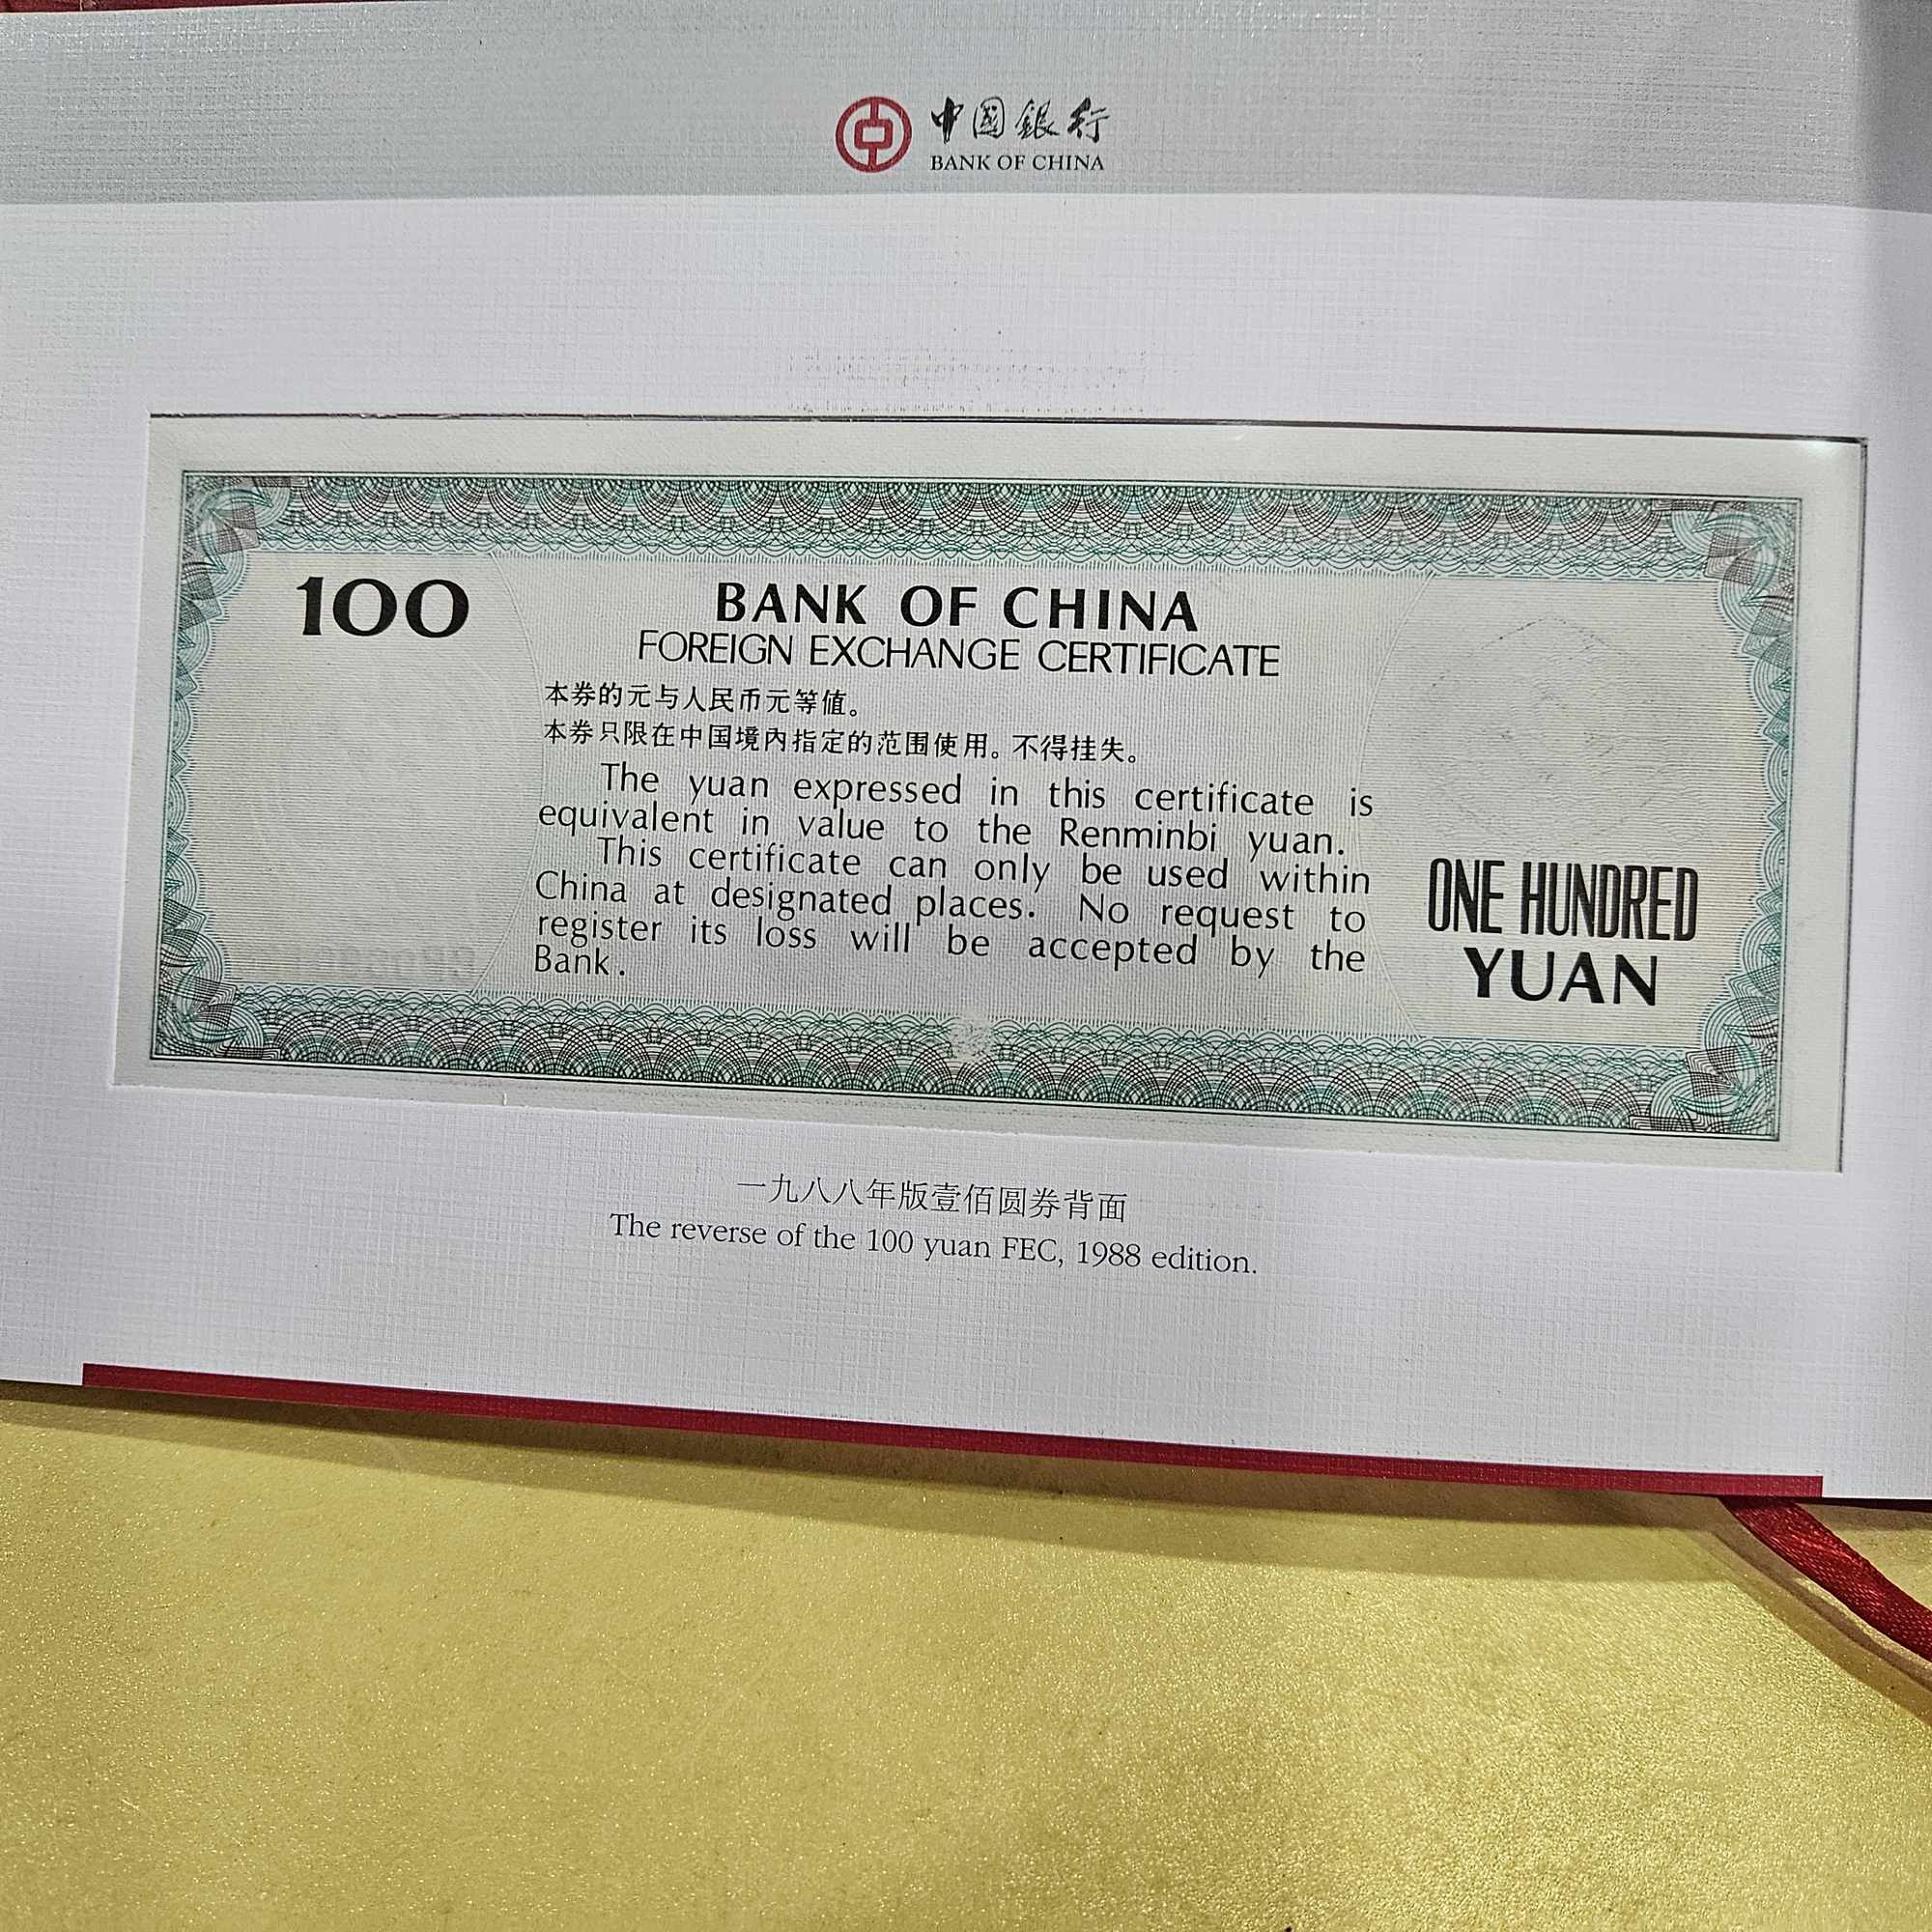 中国銀行
BANK OF CHINA
100
BANK OF CHINA
FOREIGN EXCHANGE CERTIFICATE
本券的元与人民币元等值。
本券只限在中国境内指定的范围使用。不得挂失。
The yuan expressed in this certificate is
equivalent in value to the Renminbi yuan.
This certificate can only be used within
China at designated places. No request to
register its loss will be accepted by the
Bank.
ONE HUNDRED
YUAN
一九八八年版壹佰圆券背面
The reverse of the 100 yuan FEC, 1988 edition.